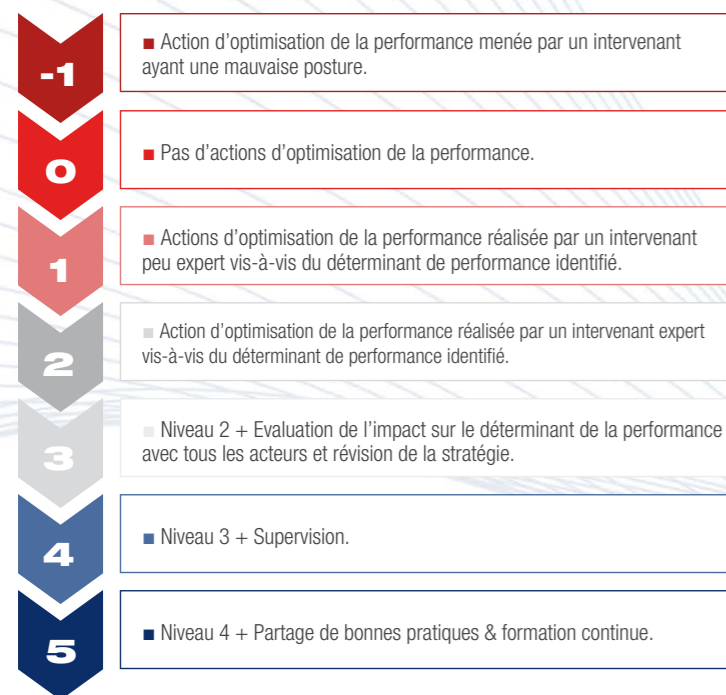 -1
■ Action d’optimisation de la performance menée par un intervenant
ayant une mauvaise posture.
0
■ Pas d’actions d’optimisation de la performance.
1
■ Actions d’optimisation de la performance réalisée par un intervenant
peu expert vis-à-vis du déterminant de performance identifié.
2
■ Action d’optimisation de la performance réalisée par un intervenant expert
vis-à-vis du déterminant de performance identifié.
3
■ Niveau 2 + Evaluation de l’impact sur le déterminant de la performance
avec tous les acteurs et révision de la stratégie.
4
■ Niveau 3 + Supervision.
5
■ Niveau 4 + Partage de bonnes pratiques & formation continue.